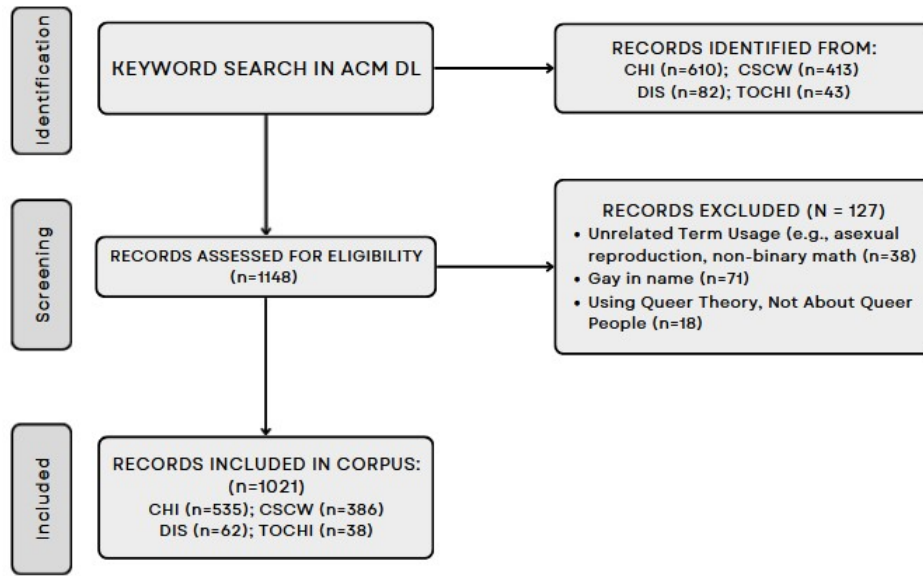 Identification
KEYWORD SEARCH IN ACM DL
RECORDS IDENTIFIED FROM:
CHI (n=610); CSCW (n=413)
DIS (n=82); TOCHI (n=43)
Screening
RECORDS ASSESSED FOR ELIGIBILITY
(n=1148)
RECORDS EXCLUDED (N = 127)
• Unrelated Term Usage (e.g., asexual
reproduction, non-binary math (n=38)
• Gay in name (n=71)
• Using Queer Theory, Not About Queer
People (n=18)
Included
RECORDS INCLUDED IN CORPUS:
(n=1021)
CHI (n=535); CSCW (n=386)
DIS (n=62); TOCHI (n=38)